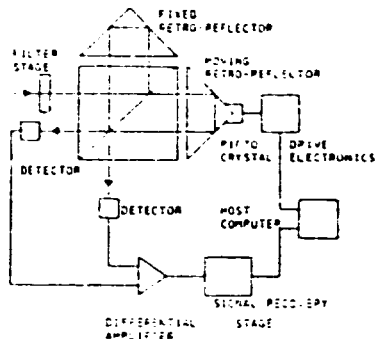 FIXED
RETRO-REFLECTOR
FILTER
STAGE
MOVING
RETRO-REFLECTOR
PIEZO
CRYSTAL
DRIVE
ELECTRONICS
DETECTOR
DETECTOR
HOST
COMPUTER
SIGNAL RECOVERY
STAGE
DIFFERENTIAL
AMPLIFIER